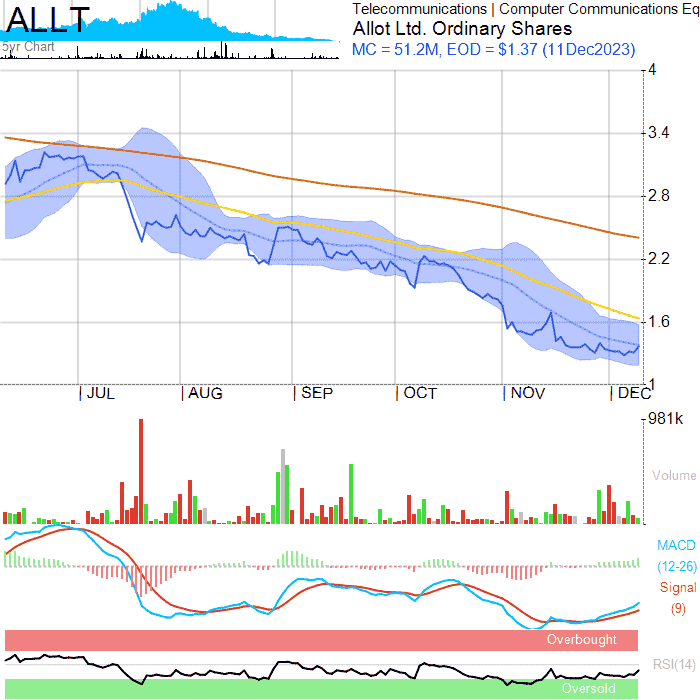 ALLT
5yr Chart
Telecommunications | Computer Communications Eq
Allot Ltd. Ordinary Shares
MC = 51.2M, EOD = $1.37 (11Dec2023)
4
3.4
2.8
2.2
1.6
1
JUL AUG SEP OCT NOV DEC
981k
Volume
MACD
(12-26)
Signal
(9)
Overbought
RSI(14)
Oversold